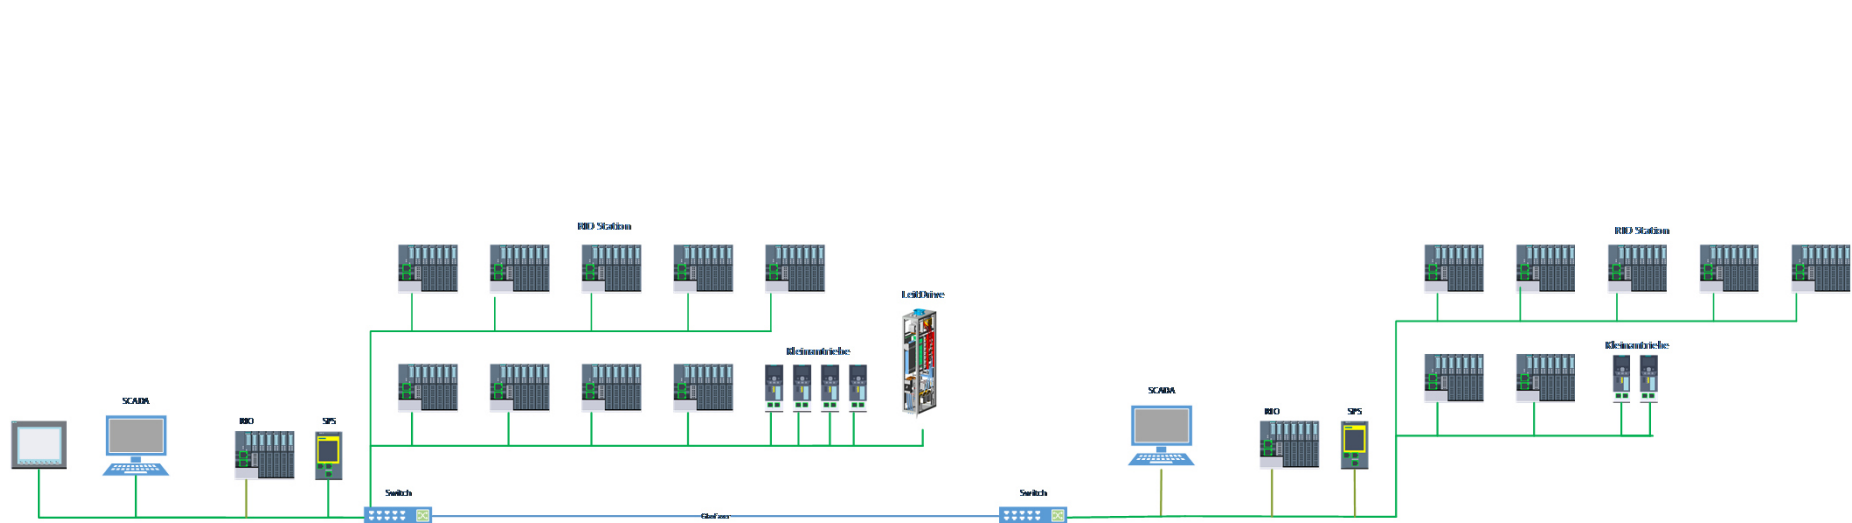 RIO Station
RIO Station
LeitDrive
Kleinantriebe
Kleinantriebe
SCADA
SCADA
RIO
SPS
RIO
SPS
Switch
Switch
Glasfaser